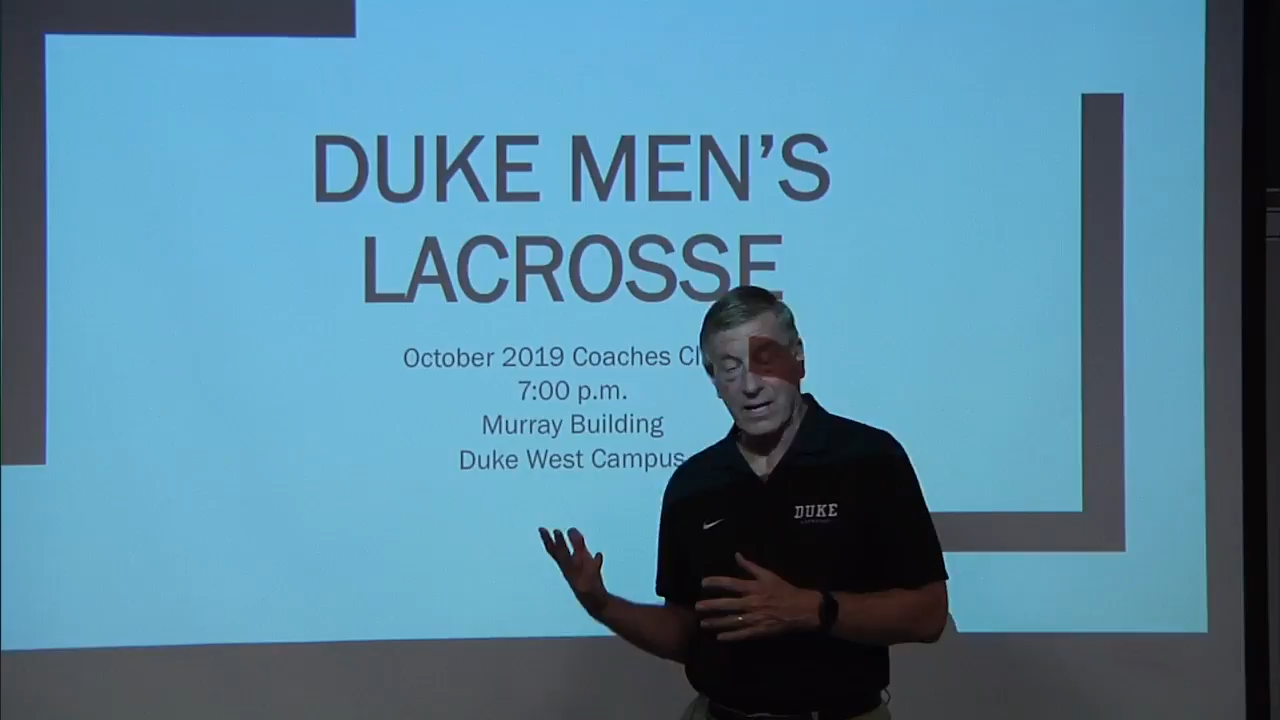 DUKE MEN'S
LACROSSE
October 2019 Coaches Cl
7:00 p.m.
Murray Building
Duke West Campus
DUKE